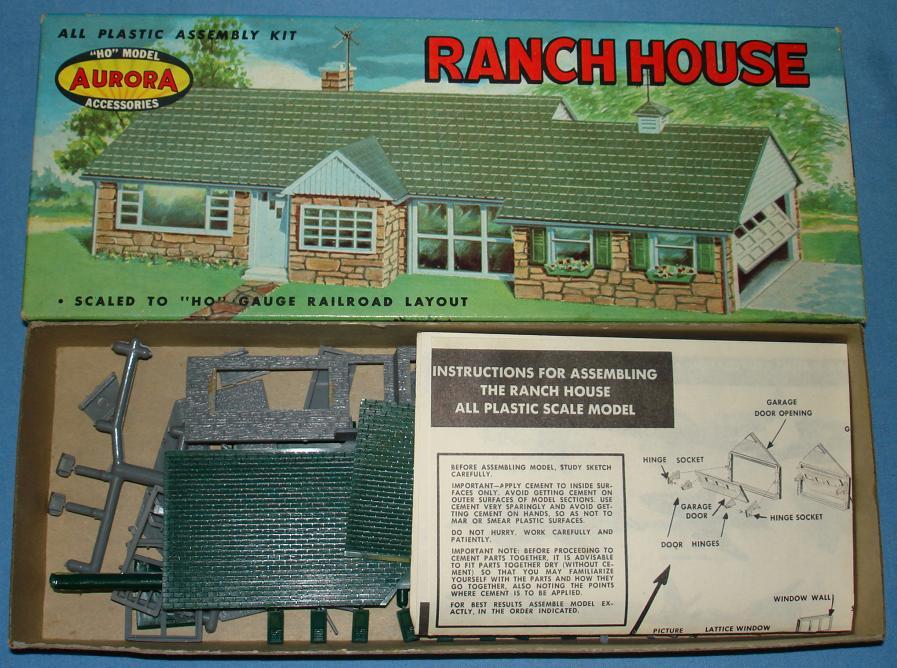 ALL PLASTIC ASSEMBLY KIT
"HO" MODEL
AURORA
ACCESSORIES
RANCH HOUSE
• SCALED TO "HO" GAUGE RAILROAD LAYOUT
INSTRUCTIONS FOR ASSEMBLING
THE RANCH HOUSE
ALL PLASTIC SCALE MODEL
BEFORE ASSEMBLING MODEL, STUDY SKETCH
CAREFULLY.
IMPORTANT—APPLY CEMENT TO INSIDE SUR-
FACES ONLY. AVOID GETTING CEMENT ON
OUTER SURFACES OF MODEL SECTIONS. USE
CEMENT VERY SPARINGLY AND AVOID GET-
TING CEMENT ON HANDS, SO AS NOT TO
MAR OR SMEAR PLASTIC SURFACES.
DO NOT HURRY. WORK CAREFULLY AND
PATIENTLY.
IMPORTANT NOTE: BEFORE PROCEEDING TO
CEMENT PARTS TOGETHER, IT IS ADVISABLE
TO FIT PARTS TOGETHER DRY (WITHOUT CE-
MENT) SO THAT YOU MAY FAMILIARIZE
YOURSELF WITH THE PARTS AND HOW THEY
GO TOGETHER, ALSO NOTING THE POINTS
WHERE CEMENT IS TO BE APPLIED.
FOR BEST RESULTS ASSEMBLE MODEL EX-
ACTLY, IN THE ORDER INDICATED.
GARAGE
DOOR OPENING
G
HINGE SOCKET
GARAGE
DOOR
HINGE SOCKET
DOOR HINGES
WINDOW WALL
PICTURE LATTICE WINDOW